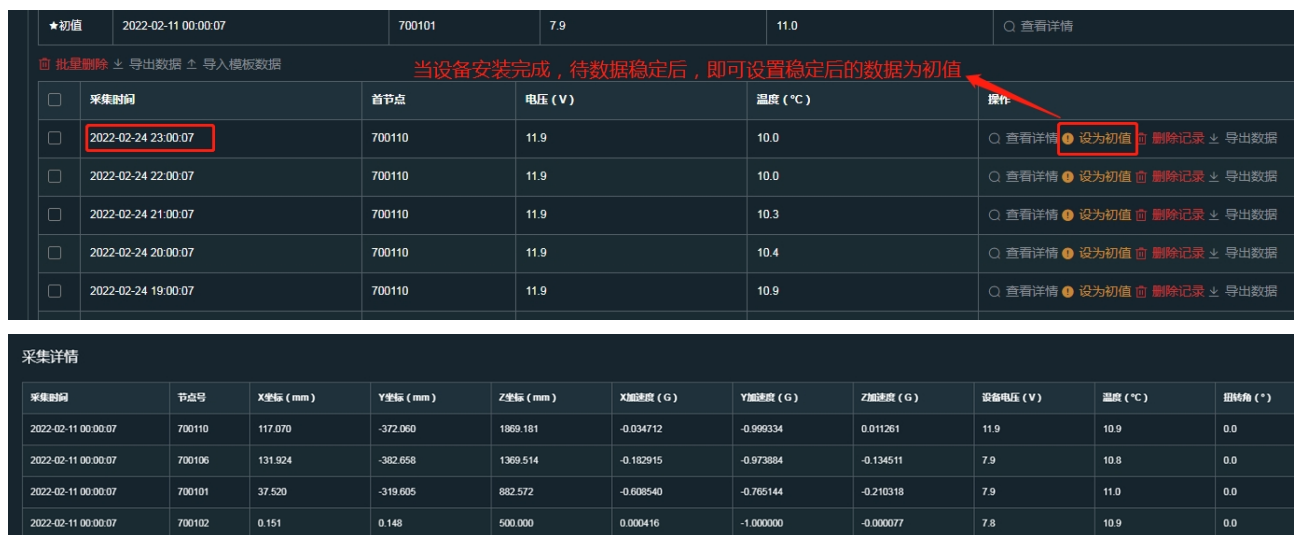 ★初值 2022-02-11 00:00:07 700101 7.9 11.0 查看详情
批量删除 导出数据 导入模板数据
当设备安装完成，待数据稳定后，即可设置稳定后的数据为初值
采集时间 首节点 电压 ( V ) 温度 ( °C ) 操作
2022-02-24 23:00:07 700110 11.9 10.0 查看详情 设为初值 删除记录 导出数据
2022-02-24 22:00:07 700110 11.9 10.0 查看详情 设为初值 删除记录 导出数据
2022-02-24 21:00:07 700110 11.9 10.3 查看详情 设为初值 删除记录 导出数据
2022-02-24 20:00:07 700110 11.9 10.4 查看详情 设为初值 删除记录 导出数据
2022-02-24 19:00:07 700110 11.9 10.9 查看详情 设为初值 删除记录 导出数据
采集详情
采集时间 节点号 X坐标 ( mm ) Y坐标 ( mm ) Z坐标 ( mm ) X加速度 ( G ) Y加速度 ( G ) Z加速度 ( G ) 设备电压 ( V ) 温度 ( °C ) 扭转角 ( ° )
2022-02-11 00:00:07 700110 117.070 -372.060 1869.181 -0.034712 -0.999334 0.011261 11.9 10.9 0.0
2022-02-11 00:00:07 700106 131.924 -382.658 1369.514 -0.182915 -0.973884 -0.134511 7.9 10.8 0.0
2022-02-11 00:00:07 700101 37.520 -319.605 882.572 -0.608540 -0.765144 -0.210318 7.9 11.0 0.0
2022-02-11 00:00:07 700102 0.151 0.148 500.000 0.000416 -1.000000 -0.000077 7.8 10.9 0.0